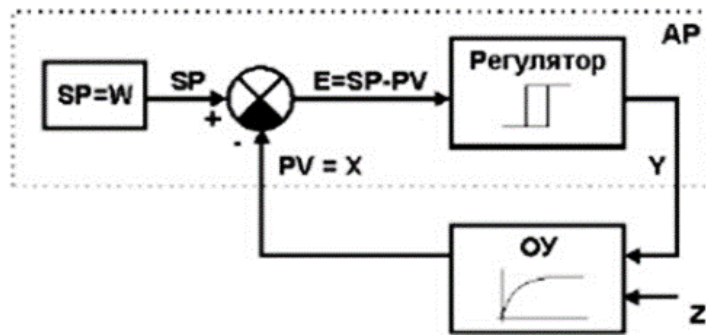 АР
Регулятор
SP=W
SP
E=SP-PV
+
-
PV = X
Y
ОУ
Z